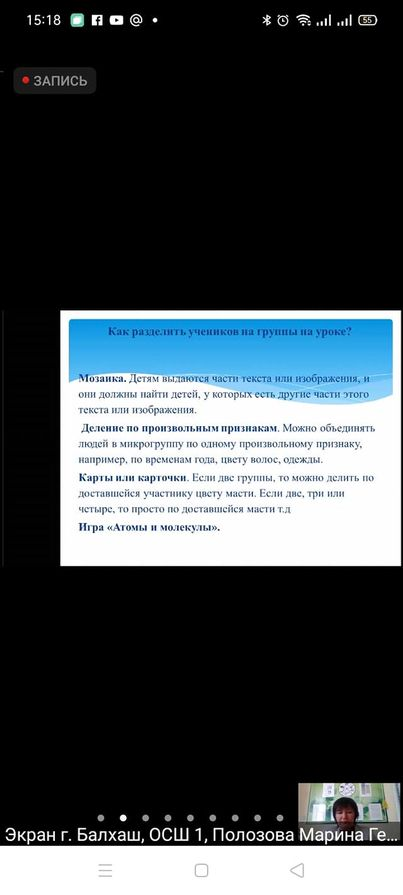 15:18
55
ЗАПИСЬ
Как разделить учеников на группы на уроке?
Мозаика. Детям выдаются части текста или изображения, и
они должны найти детей, у которых есть другие части этого
текста или изображения.
Деление по произвольным признакам. Можно объединять
людей в микрогруппу по одному произвольному признаку,
например, по временам года, цвету волос, одежды.
Карты или карточки. Если две группы, то можно делить по
доставшейся участнику цвету масти. Если две, три или
четыре, то просто по доставшейся масти т.д
Игра «Атомы и молекулы».
Экран г. Балхаш, ОСШ 1, Полозова Марина Ге...